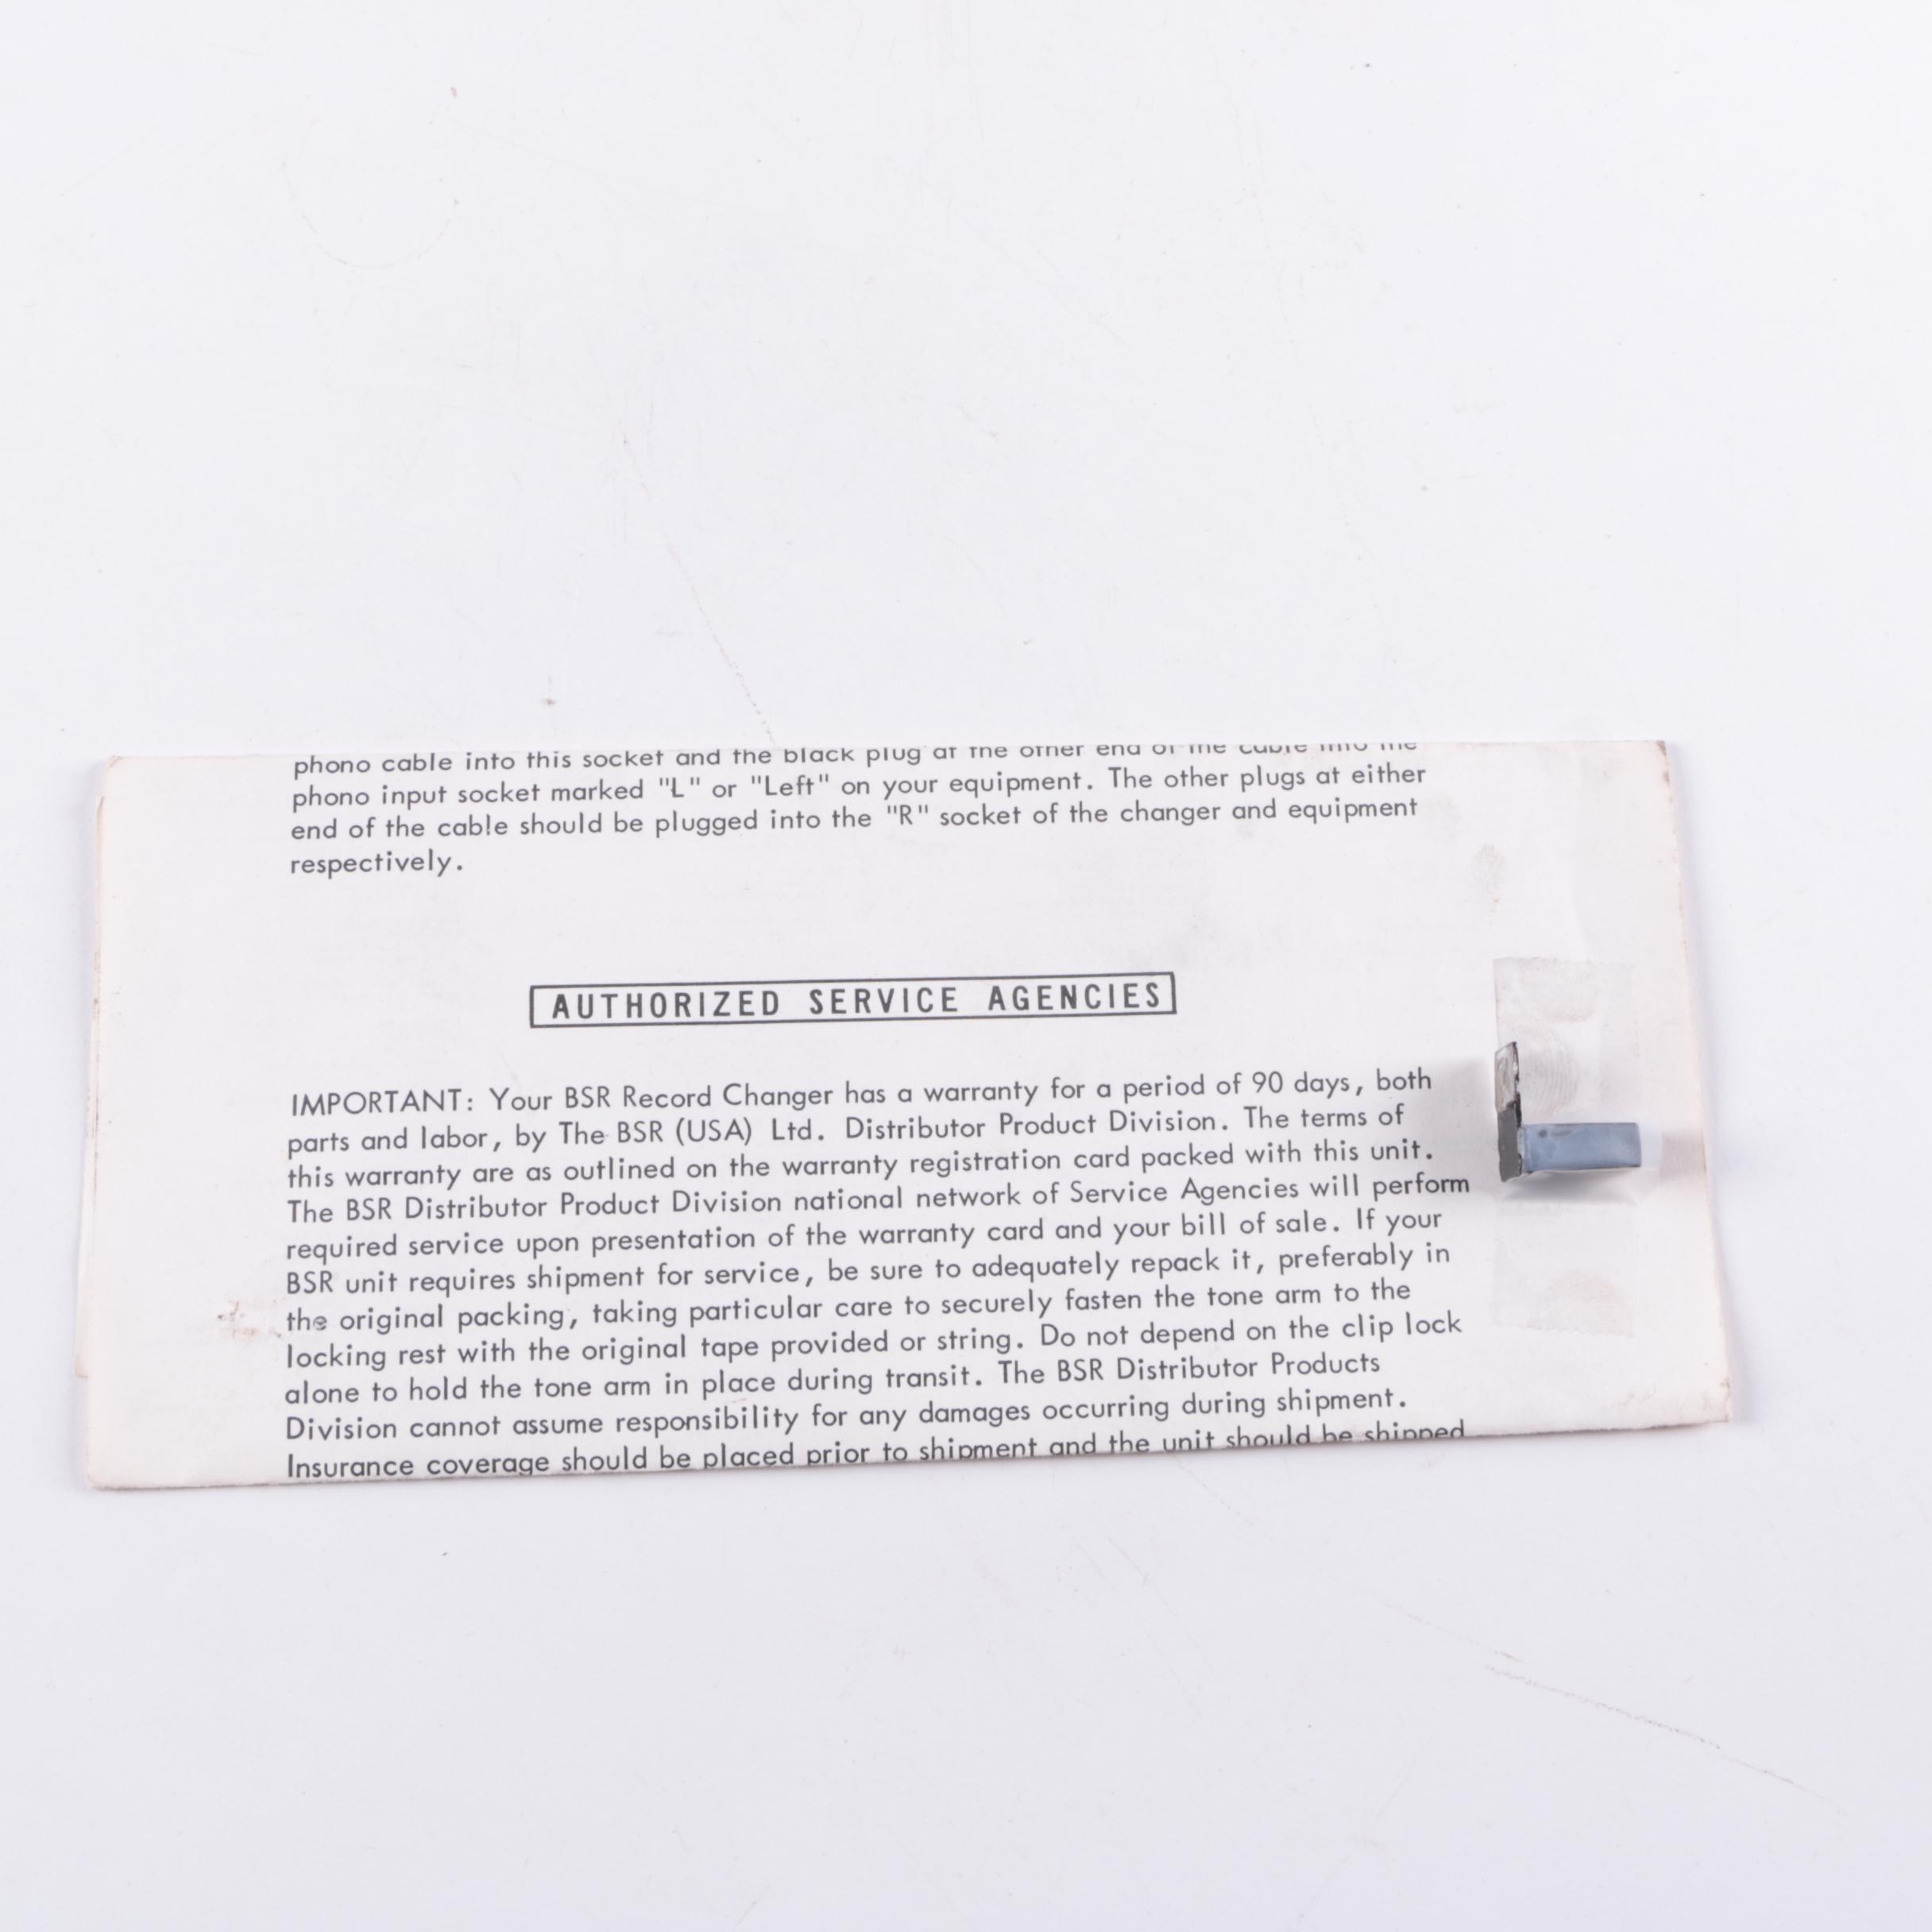 phono cable into this socket and the black plug at the other end of the cable into the
phono input socket marked "L" or "Left" on your equipment. The other plugs at either
end of the cable should be plugged into the "R" socket of the changer and equipment
respectively.
AUTHORIZED SERVICE AGENCIES
IMPORTANT: Your BSR Record Changer has a warranty for a period of 90 days, both
parts and labor, by The BSR (USA) Ltd. Distributor Product Division. The terms of
this warranty are as outlined on the warranty registration card packed with this unit.
The BSR Distributor Product Division national network of Service Agencies will perform
required service upon presentation of the warranty card and your bill of sale. If your
BSR unit requires shipment for service, be sure to adequately repack it, preferably in
the original packing, taking particular care to securely fasten the tone arm to the
locking rest with the original tape provided or string. Do not depend on the clip lock
alone to hold the tone arm in place during transit. The BSR Distributor Products
Division cannot assume responsibility for any damages occurring during shipment.
Insurance coverage should be placed prior to shipment and the unit should be shipped